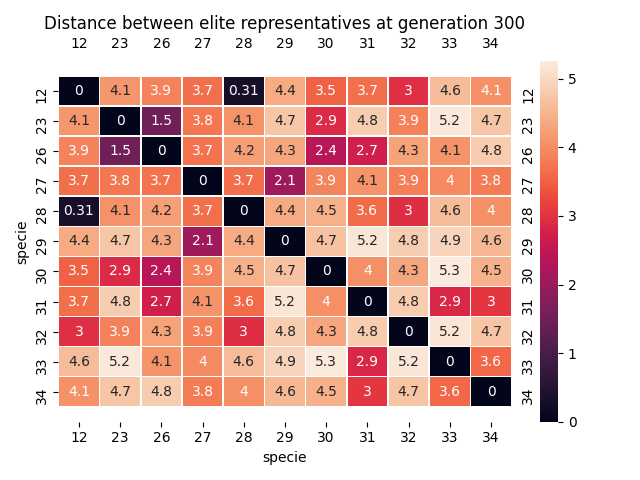 Distance between elite representatives at generation 300
12 23 26 27 28 29 30 31 32 33 34
12 0 4.1 3.9 3.7 0.31 4.4 3.5 3.7 3 4.6 4.1 12
23 4.1 0 1.5 3.8 4.1 4.7 2.9 4.8 3.9 5.2 4.7 23
26 3.9 1.5 0 3.7 4.2 4.3 2.4 2.7 4.3 4.1 4.8 26
27 3.7 3.8 3.7 0 3.7 2.1 3.9 4.1 3.9 4 3.8 27
28 0.31 4.1 4.2 3.7 0 4.4 4.5 3.6 3 4.6 4 28
29 4.4 4.7 4.3 2.1 4.4 0 4.7 5.2 4.8 4.9 4.6 29
30 3.5 2.9 2.4 3.9 4.5 4.7 0 4 4.3 5.3 4.5 30
31 3.7 4.8 2.7 4.1 3.6 5.2 4 0 4.8 2.9 3 31
32 3 3.9 4.3 3.9 3 4.8 4.3 4.8 0 5.2 4.7 32
33 4.6 5.2 4.1 4 4.6 4.9 5.3 2.9 5.2 0 3.6 33
34 4.1 4.7 4.8 3.8 4 4.6 4.5 3 4.7 3.6 0 34
12 23 26 27 28 29 30 31 32 33 34
specie
specie
5
4
3
2
1
0